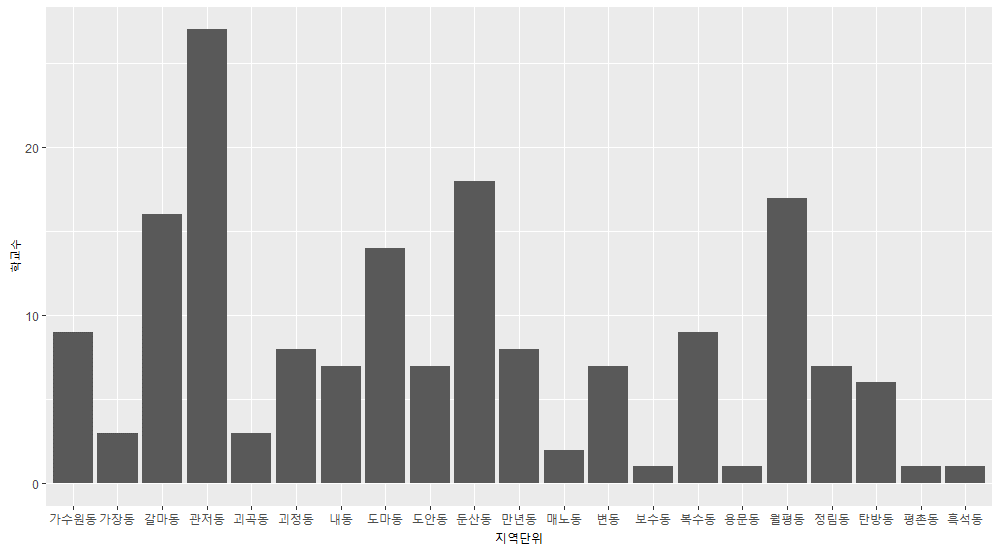 학교수
20
10
0
가수원동 가장동 갈마동 관저동 괴곡동 괴정동 내동 도마동 도안동 둔산동 만년동 매노동 변동 보수동 복수동 용문동 월평동 정림동 탄방동 평촌동 흑석동
지역단위